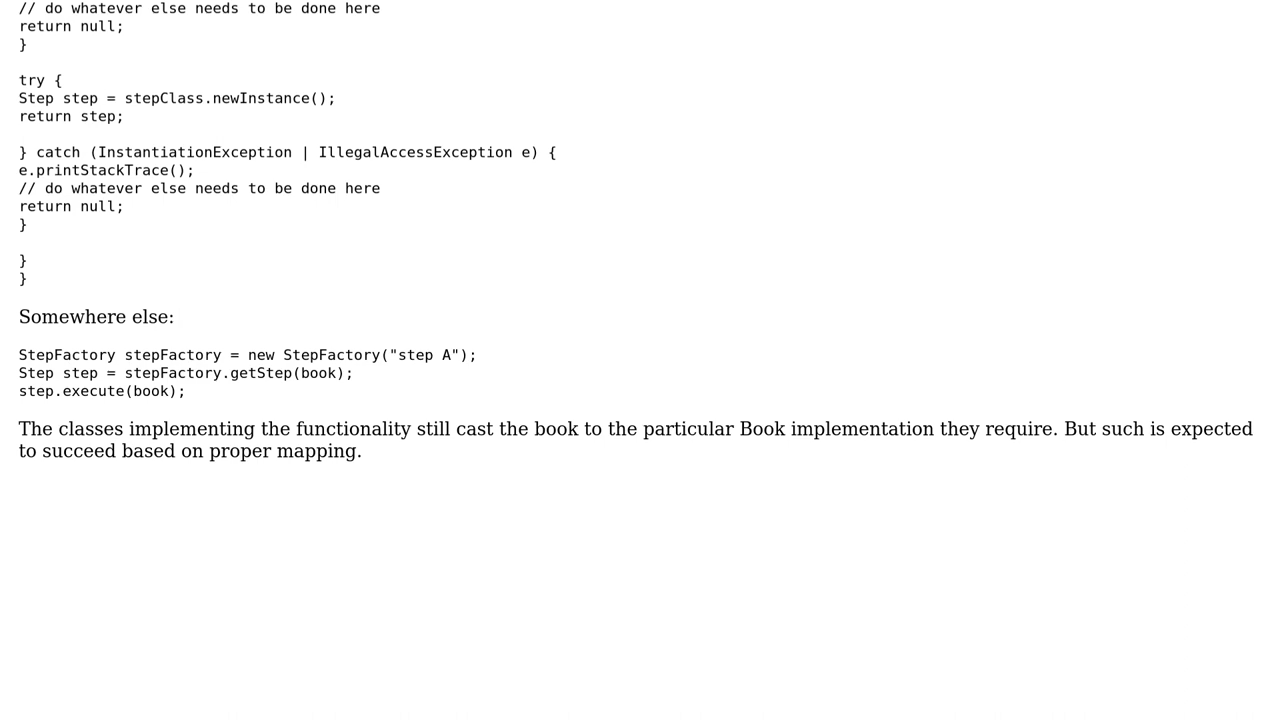 // do whatever else needs to be done here
return null;
}
try {
Step step = stepClass.newInstance();
return step;
} catch (InstantiationException | IllegalAccessException e) {
e.printStackTrace();
// do whatever else needs to be done here
return null;
}
}
}
Somewhere else:
StepFactory stepFactory = new StepFactory("step A");
Step step = stepFactory.getStep(book);
step.execute(book);
The classes implementing the functionality still cast the book to the particular Book implementation they require. But such is expected
to succeed based on proper mapping.